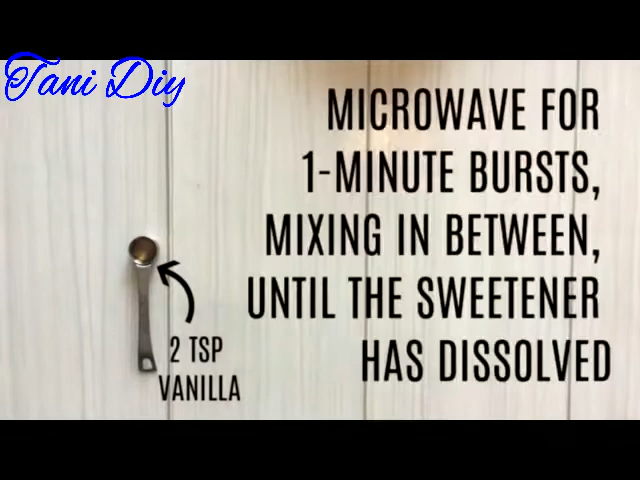 Tani Diy
MICROWAVE FOR
1-MINUTE BURSTS,
MIXING IN BETWEEN,
UNTIL THE SWEETENER
HAS DISSOLVED
2 TSP
VANILLA